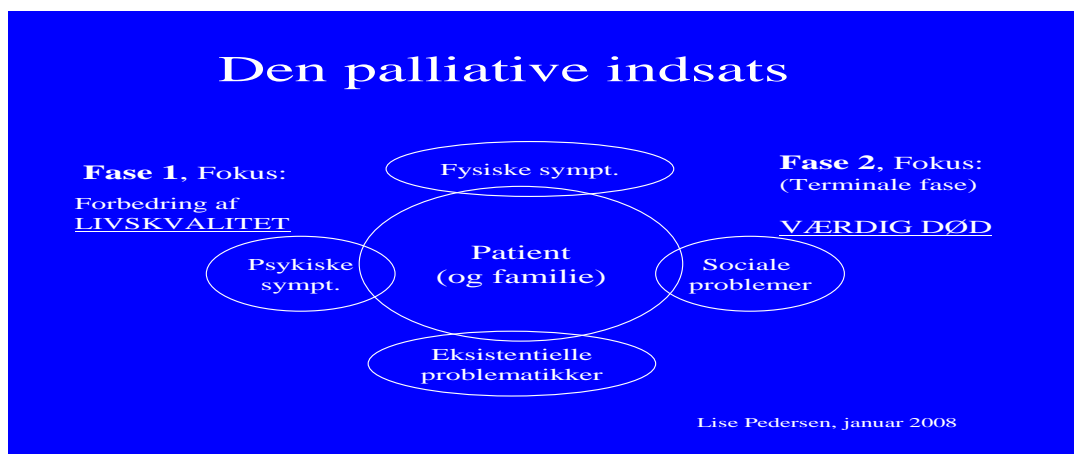 Den palliative indsats
Fase 1, Fokus:
Forbedring af
LIVSKVALITET
Fysiske sympt.
Fase 2, Fokus:
(Terminale fase)
VÆRDIG DØD
Psykiske
sympt.
Patient
(og familie)
Sociale
problemer
Eksistentielle
problematikker
Lise Pedersen, januar 2008